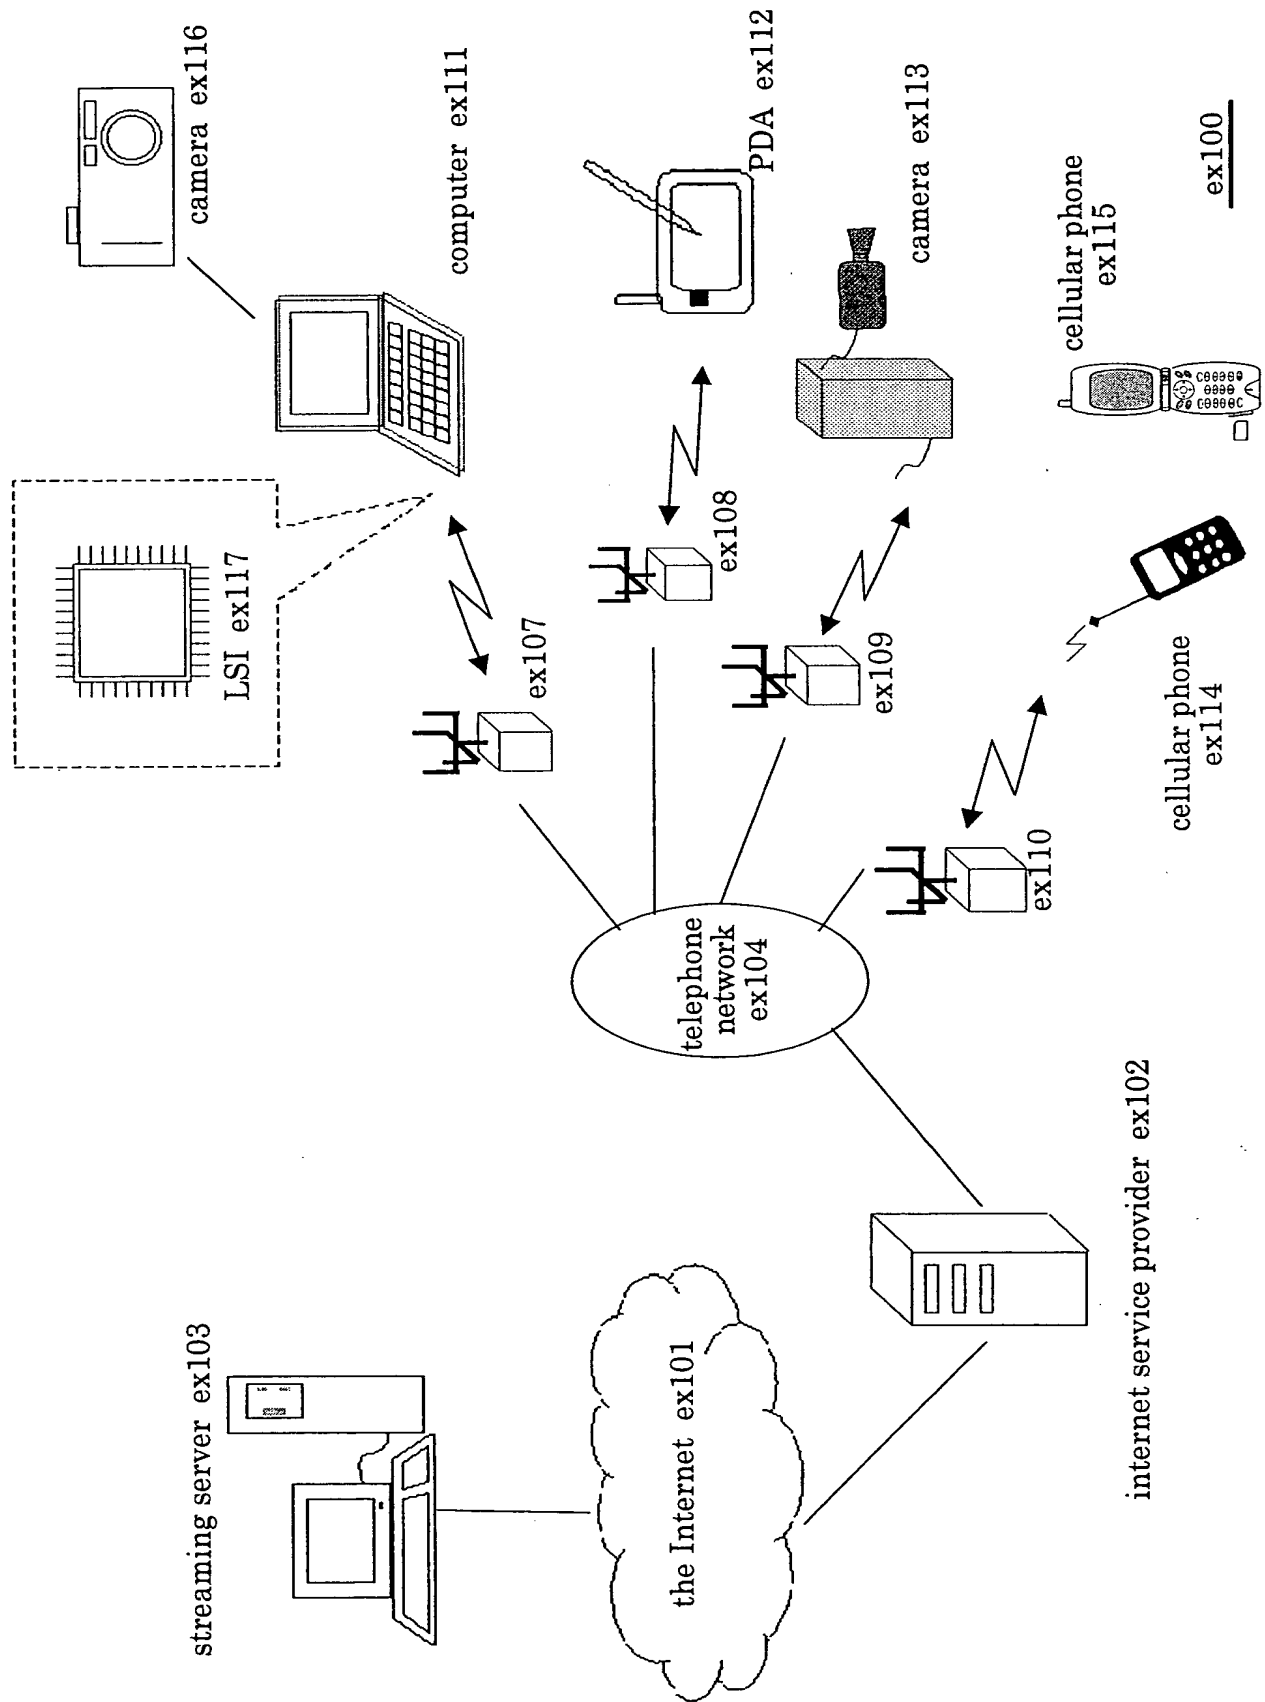 streaming server ex103
the Internet ex101
internet service provider ex102
telephone
network
ex104
LSI ex117
ex107
ex108
ex109
ex110
camera ex116
computer ex111
PDA ex112
camera ex113
cellular phone
ex114
cellular phone
ex115
ex100